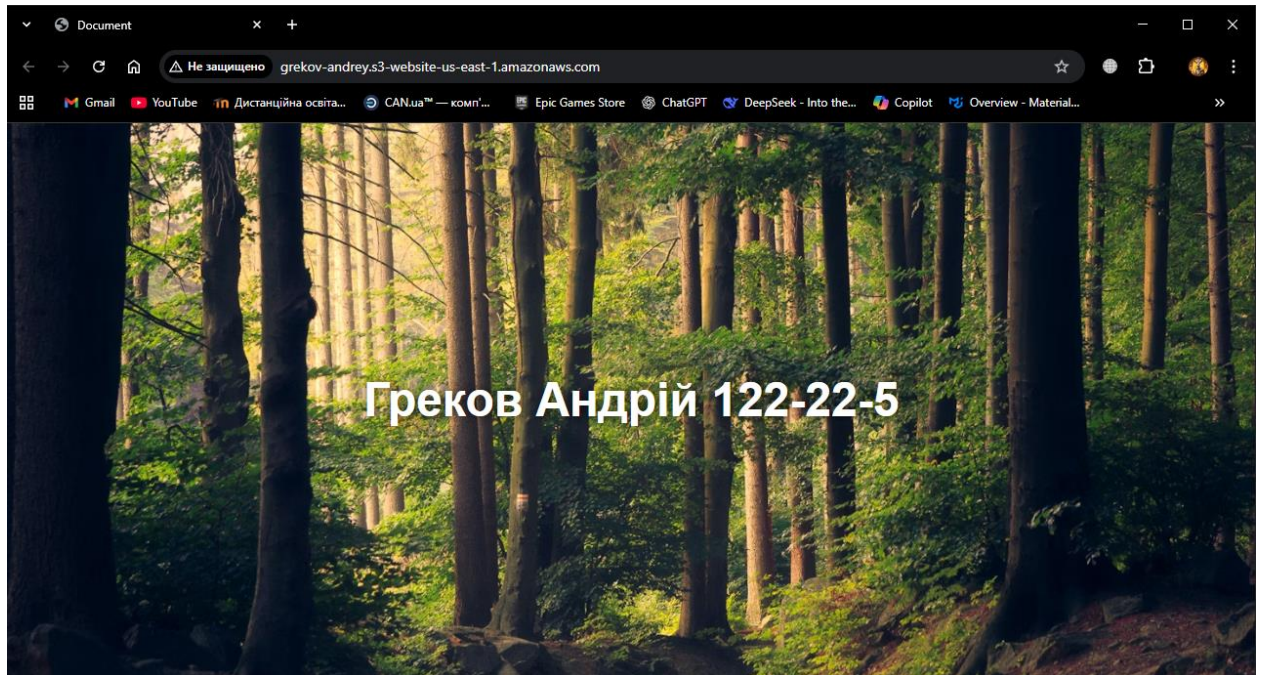 Document
Не защищено grekov-andrey.s3-website-us-east-1.amazonaws.com
Gmail YouTube Дистанційна освіта... CAN.ua™ — комп'... Epic Games Store ChatGPT DeepSeek - Into the... Copilot Overview - Material...
Греков Андрій 122-22-5